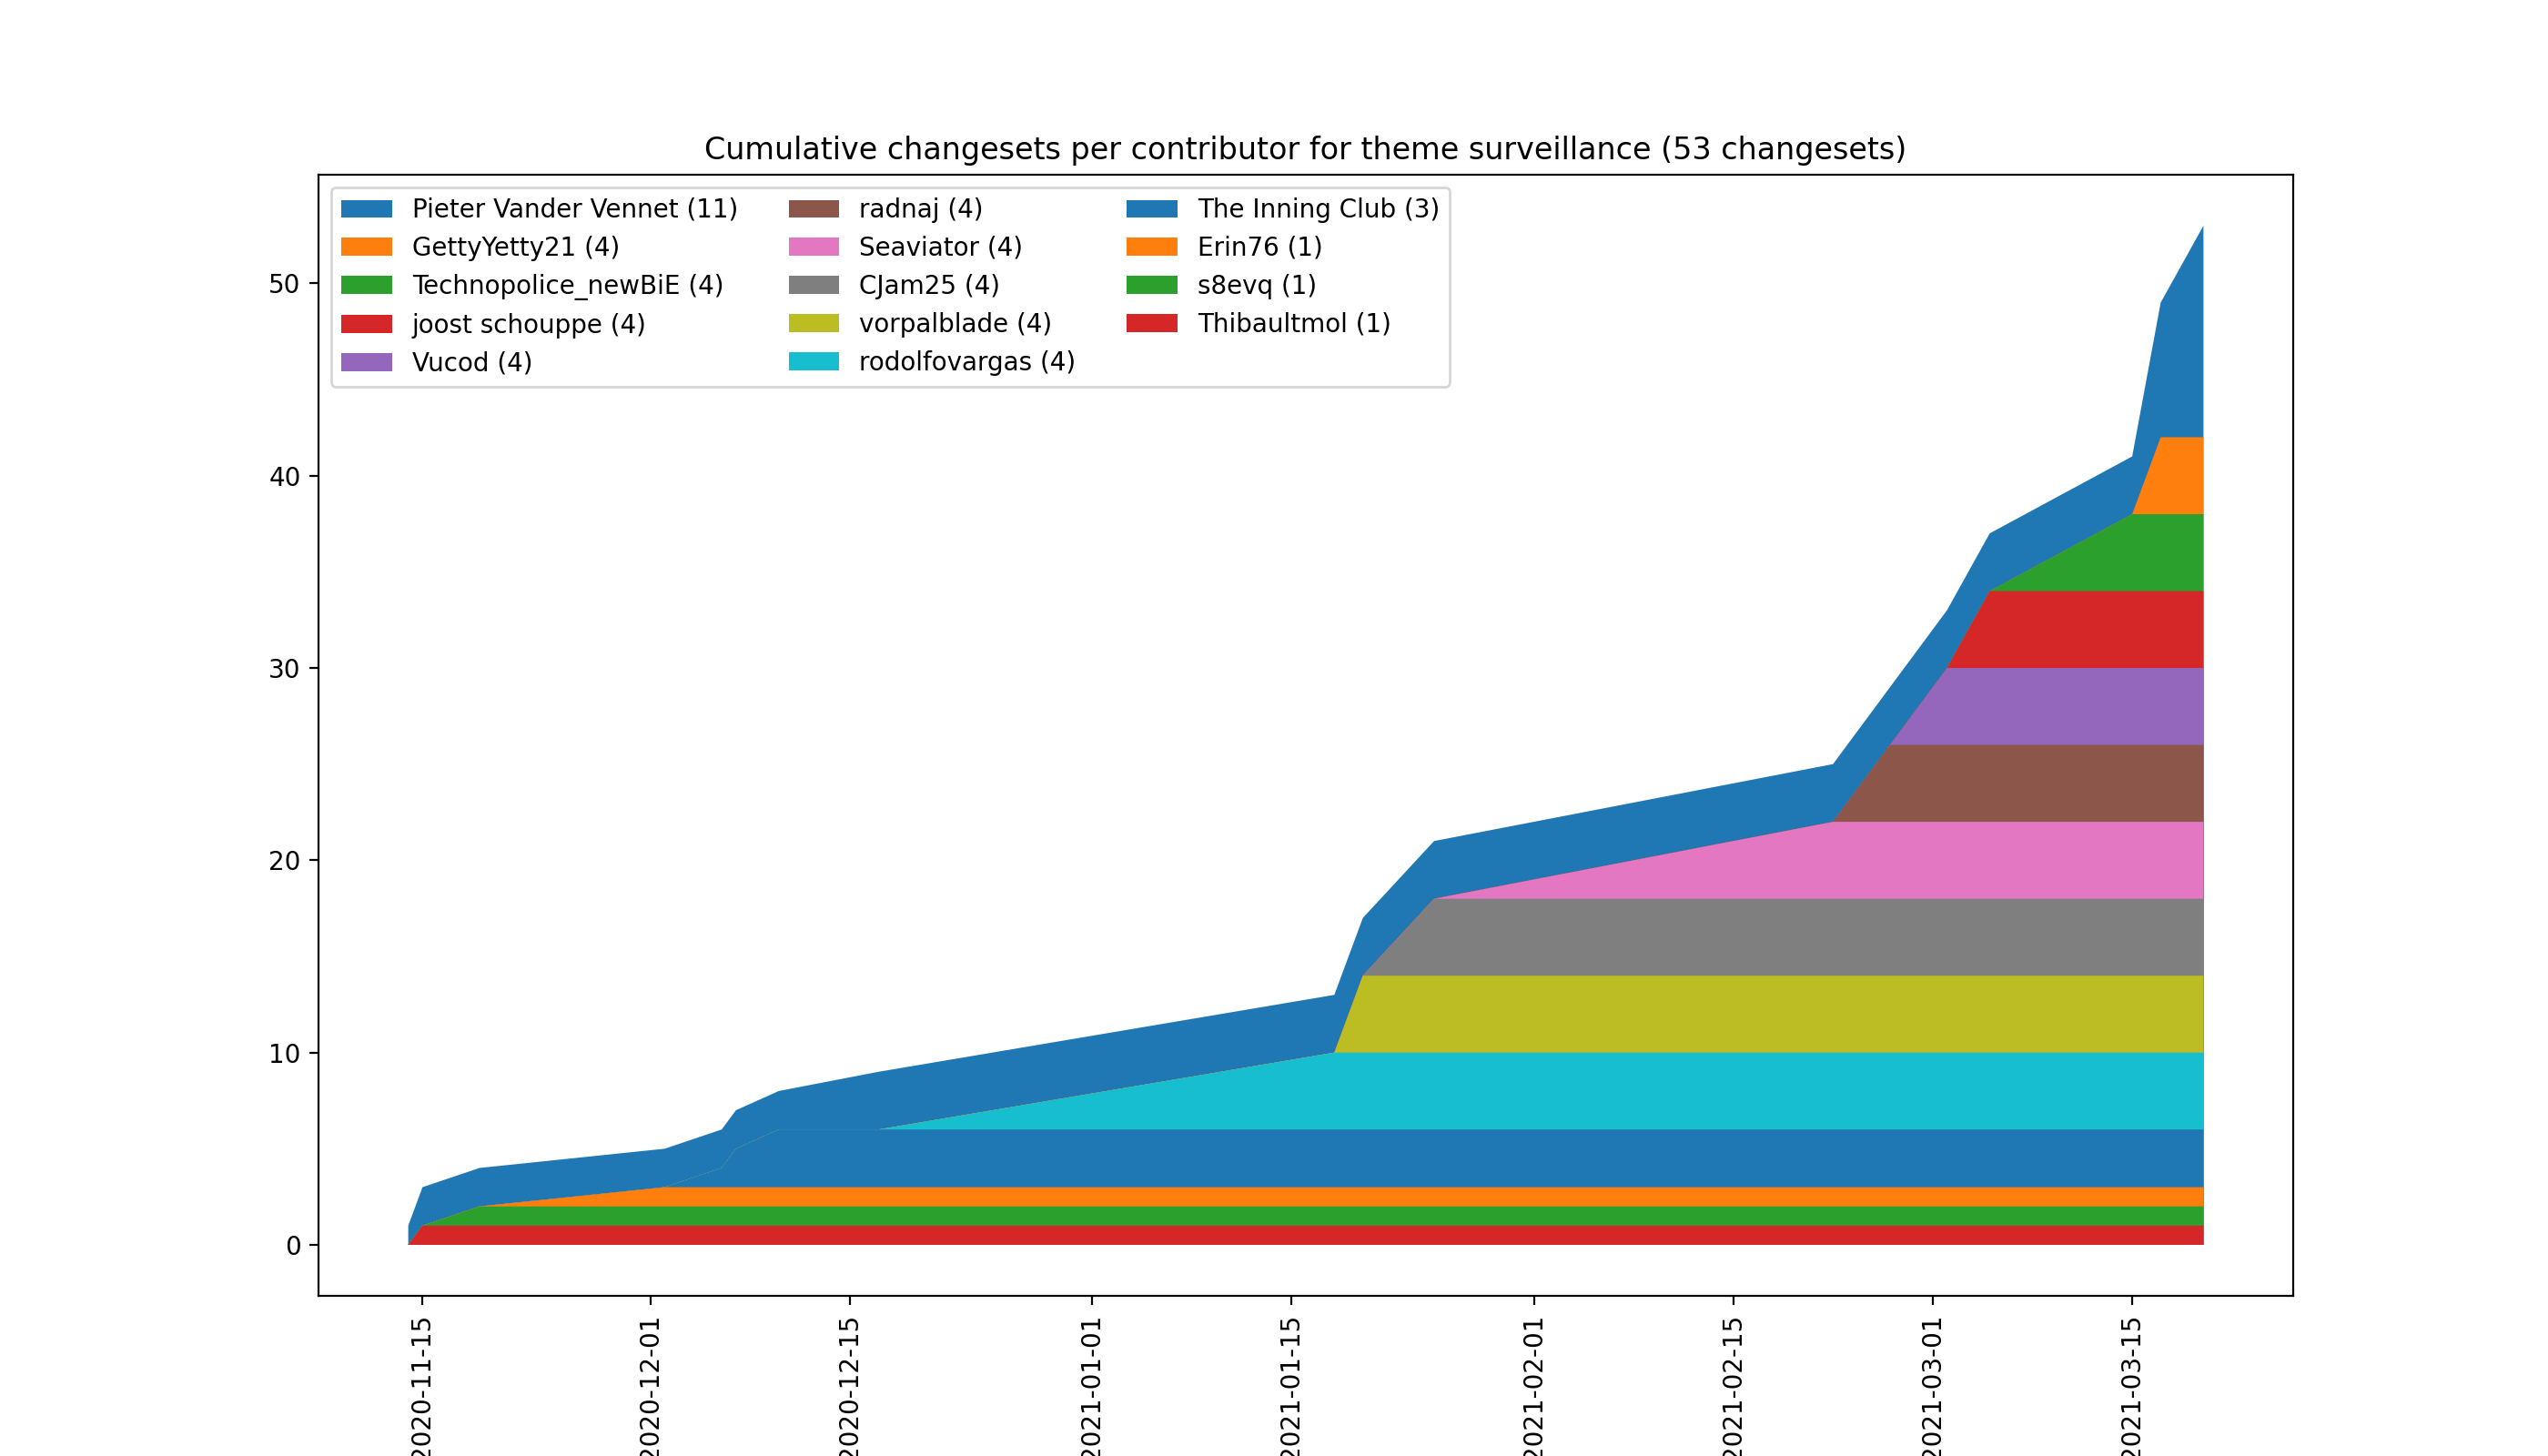 Cumulative changesets per contributor for theme surveillance (53 changesets)
Pieter Vander Vennet (11)
GettyYetty21 (4)
Technopolice_newBiE (4)
joost schouppe (4)
Vucod (4)
radnaj (4)
Seaviator (4)
CJam25 (4)
vorpalblade (4)
rodolfovargas (4)
The Inning Club (3)
Erin76 (1)
s8evq (1)
Thibaultmol (1)
50
40
30
20
10
0
2020-11-15
2020-12-01
2020-12-15
2021-01-01
2021-01-15
2021-02-01
2021-02-15
2021-03-01
2021-03-15